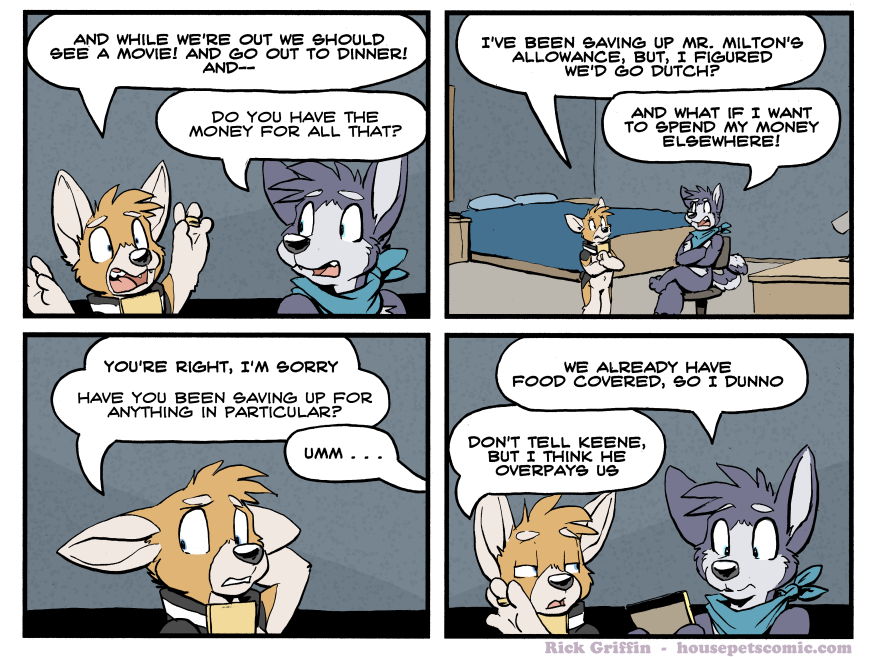 AND WHILE WE'RE OUT WE SHOULD
SEE A MOVIE! AND GO OUT TO DINNER!
AND--
DO YOU HAVE THE
MONEY FOR ALL THAT?
I'VE BEEN SAVING UP MR. MILTON'S
ALLOWANCE, BUT, I FIGURED
WE'D GO DUTCH?
AND WHAT IF I WANT
TO SPEND MY MONEY
ELSEWHERE!
YOU'RE RIGHT, I'M SORRY
HAVE YOU BEEN SAVING UP FOR
ANYTHING IN PARTICULAR?
UMM . . .
WE ALREADY HAVE
FOOD COVERED, SO I DUNNO
DON'T TELL KEENE,
BUT I THINK HE
OVERPAYS US
Rick Griffin - housepetscomic.com